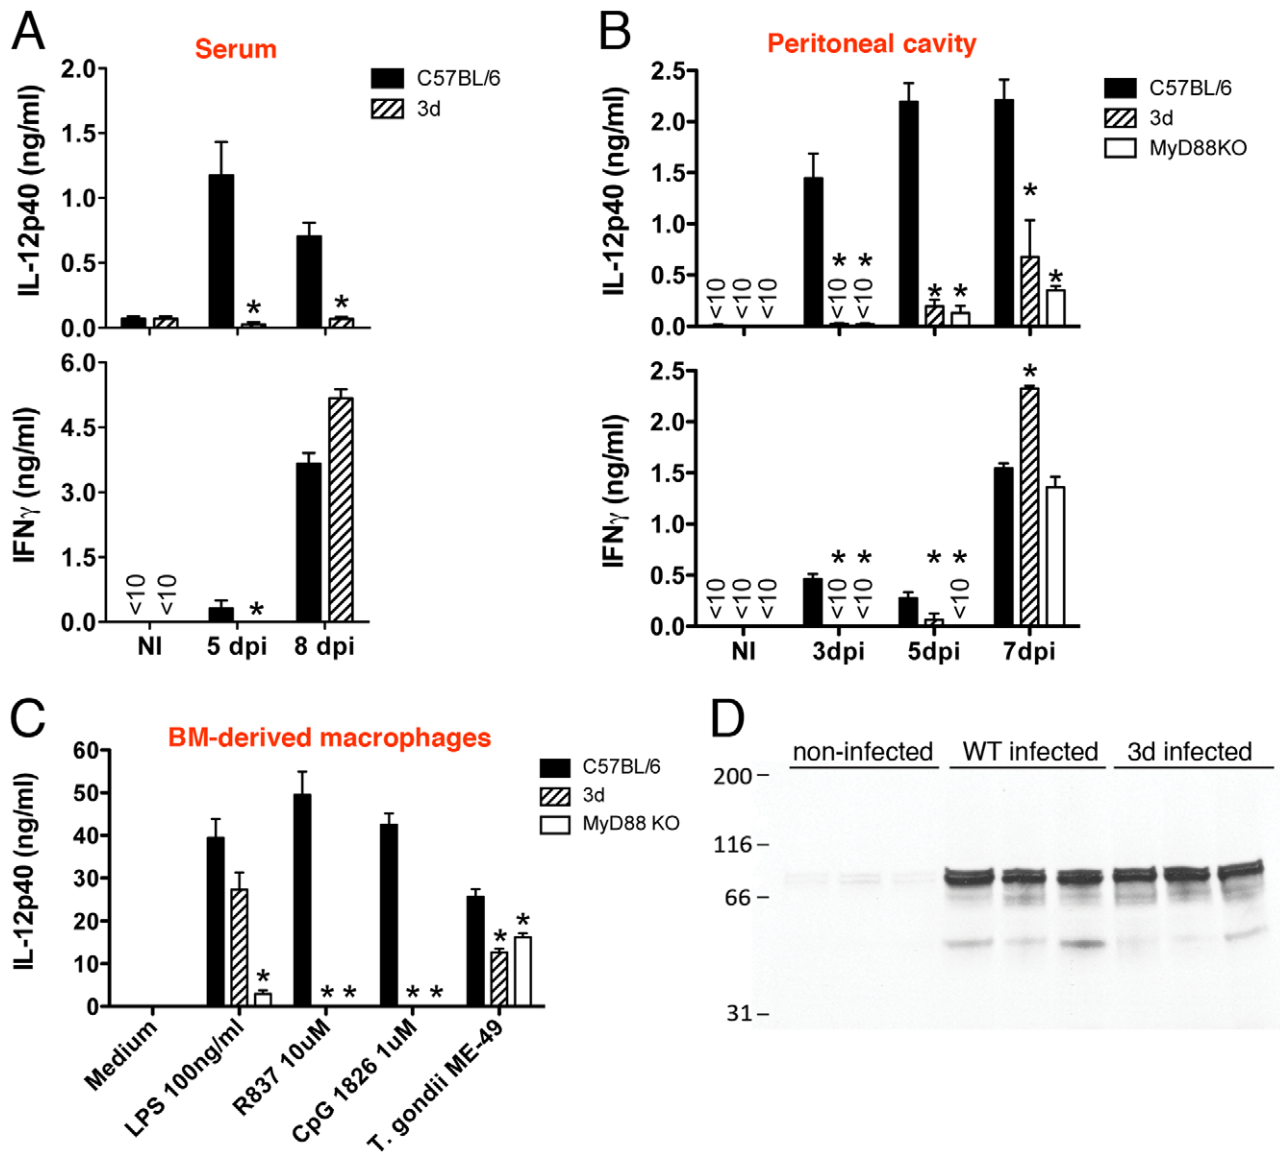 A
Serum
C57BL/6
3d
IL-12p40 (ng/ml)
2.0
1.5
1.0
0.5
0.0
* *
IFNγ (ng/ml)
6.0
4.5
3.0
1.5
0.0
<10 <10
*
NI 5 dpi 8 dpi
B
Peritoneal cavity
C57BL/6
3d
MyD88KO
IL-12p40 (ng/ml)
2.5
2.0
1.5
1.0
0.5
0.0
<10 <10 <10
* *
<10 <10
* *
* *
IFNγ (ng/ml)
2.5
2.0
1.5
1.0
0.5
0.0
<10 <10 <10
* *
<10 <10
* *
<10
*
NI 3dpi 5dpi 7dpi
C
BM-derived macrophages
C57BL/6
3d
MyD88 KO
IL-12p40 (ng/ml)
60
50
40
30
20
10
0
*
* *
* *
* *
Medium
LPS 100ng/ml
R837 10uM
CpG 1826 1uM
T. gondii ME-49
D
non-infected WT infected 3d infected
200
116
66
31